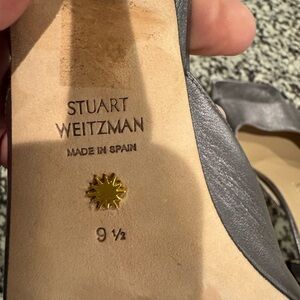 STUART
WEITZMAN
MADE IN SPAIN
9 ½